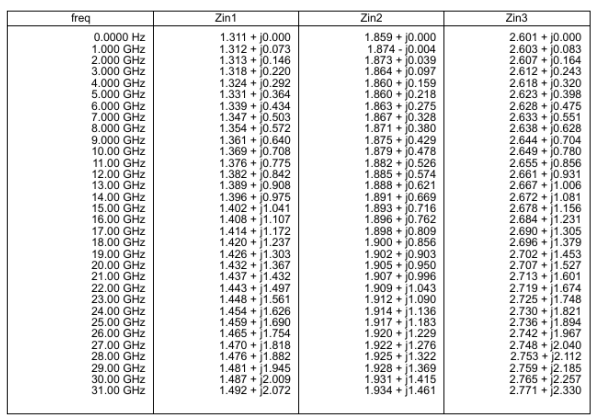 freq Zin1 Zin2 Zin3
0.0000 Hz 1.311 + j0.000 1.859 + j0.000 2.601 + j0.000
1.000 GHz 1.312 + j0.073 1.874 - j0.004 2.603 + j0.083
2.000 GHz 1.313 + j0.146 1.873 + j0.039 2.607 + j0.164
3.000 GHz 1.318 + j0.220 1.864 + j0.097 2.612 + j0.243
4.000 GHz 1.324 + j0.292 1.860 + j0.159 2.618 + j0.320
5.000 GHz 1.331 + j0.364 1.860 + j0.218 2.623 + j0.398
6.000 GHz 1.339 + j0.434 1.863 + j0.275 2.628 + j0.475
7.000 GHz 1.347 + j0.503 1.867 + j0.328 2.633 + j0.551
8.000 GHz 1.354 + j0.572 1.871 + j0.380 2.638 + j0.628
9.000 GHz 1.361 + j0.640 1.875 + j0.429 2.644 + j0.704
10.00 GHz 1.369 + j0.708 1.879 + j0.478 2.649 + j0.780
11.00 GHz 1.376 + j0.775 1.882 + j0.526 2.655 + j0.856
12.00 GHz 1.382 + j0.842 1.885 + j0.574 2.661 + j0.931
13.00 GHz 1.389 + j0.908 1.888 + j0.621 2.667 + j1.006
14.00 GHz 1.396 + j0.975 1.891 + j0.669 2.672 + j1.081
15.00 GHz 1.402 + j1.041 1.893 + j0.716 2.678 + j1.156
16.00 GHz 1.408 + j1.107 1.896 + j0.762 2.684 + j1.231
17.00 GHz 1.414 + j1.172 1.898 + j0.809 2.690 + j1.305
18.00 GHz 1.420 + j1.237 1.900 + j0.856 2.696 + j1.379
19.00 GHz 1.426 + j1.303 1.902 + j0.903 2.702 + j1.453
20.00 GHz 1.432 + j1.367 1.905 + j0.950 2.707 + j1.527
21.00 GHz 1.437 + j1.432 1.907 + j0.996 2.713 + j1.601
22.00 GHz 1.443 + j1.497 1.909 + j1.043 2.719 + j1.674
23.00 GHz 1.448 + j1.561 1.912 + j1.090 2.725 + j1.748
24.00 GHz 1.454 + j1.626 1.914 + j1.136 2.730 + j1.821
25.00 GHz 1.459 + j1.690 1.917 + j1.183 2.736 + j1.894
26.00 GHz 1.465 + j1.754 1.920 + j1.229 2.742 + j1.967
27.00 GHz 1.470 + j1.818 1.922 + j1.276 2.748 + j2.040
28.00 GHz 1.476 + j1.882 1.925 + j1.322 2.753 + j2.112
29.00 GHz 1.481 + j1.945 1.928 + j1.369 2.759 + j2.185
30.00 GHz 1.487 + j2.009 1.931 + j1.415 2.765 + j2.257
31.00 GHz 1.492 + j2.072 1.934 + j1.461 2.771 + j2.330